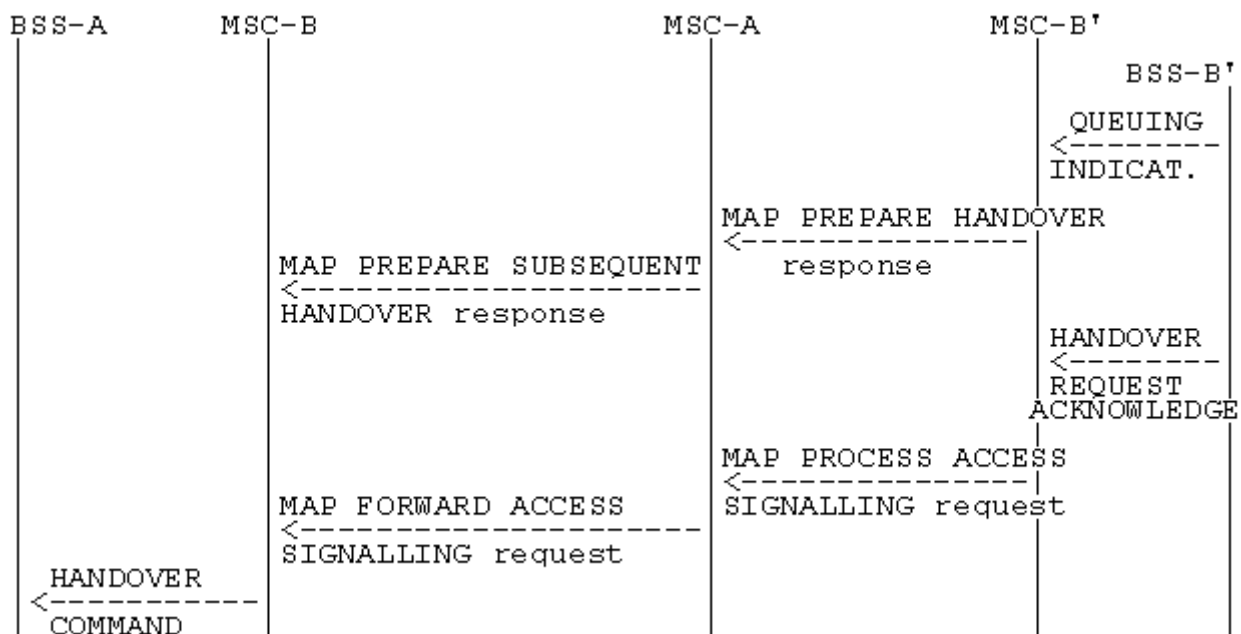 BSS-A MSC-B MSC-A MSC-B'
BSS-B'
QUEUING
INDICAT.
MAP PREPARE HANDOVER
response
MAP PREPARE SUBSEQUENT
HANDOVER response
HANDOVER
REQUEST
ACKNOWLEDGE
MAP PROCESS ACCESS
SIGNALLING request
MAP FORWARD ACCESS
SIGNALLING request
HANDOVER
COMMAND